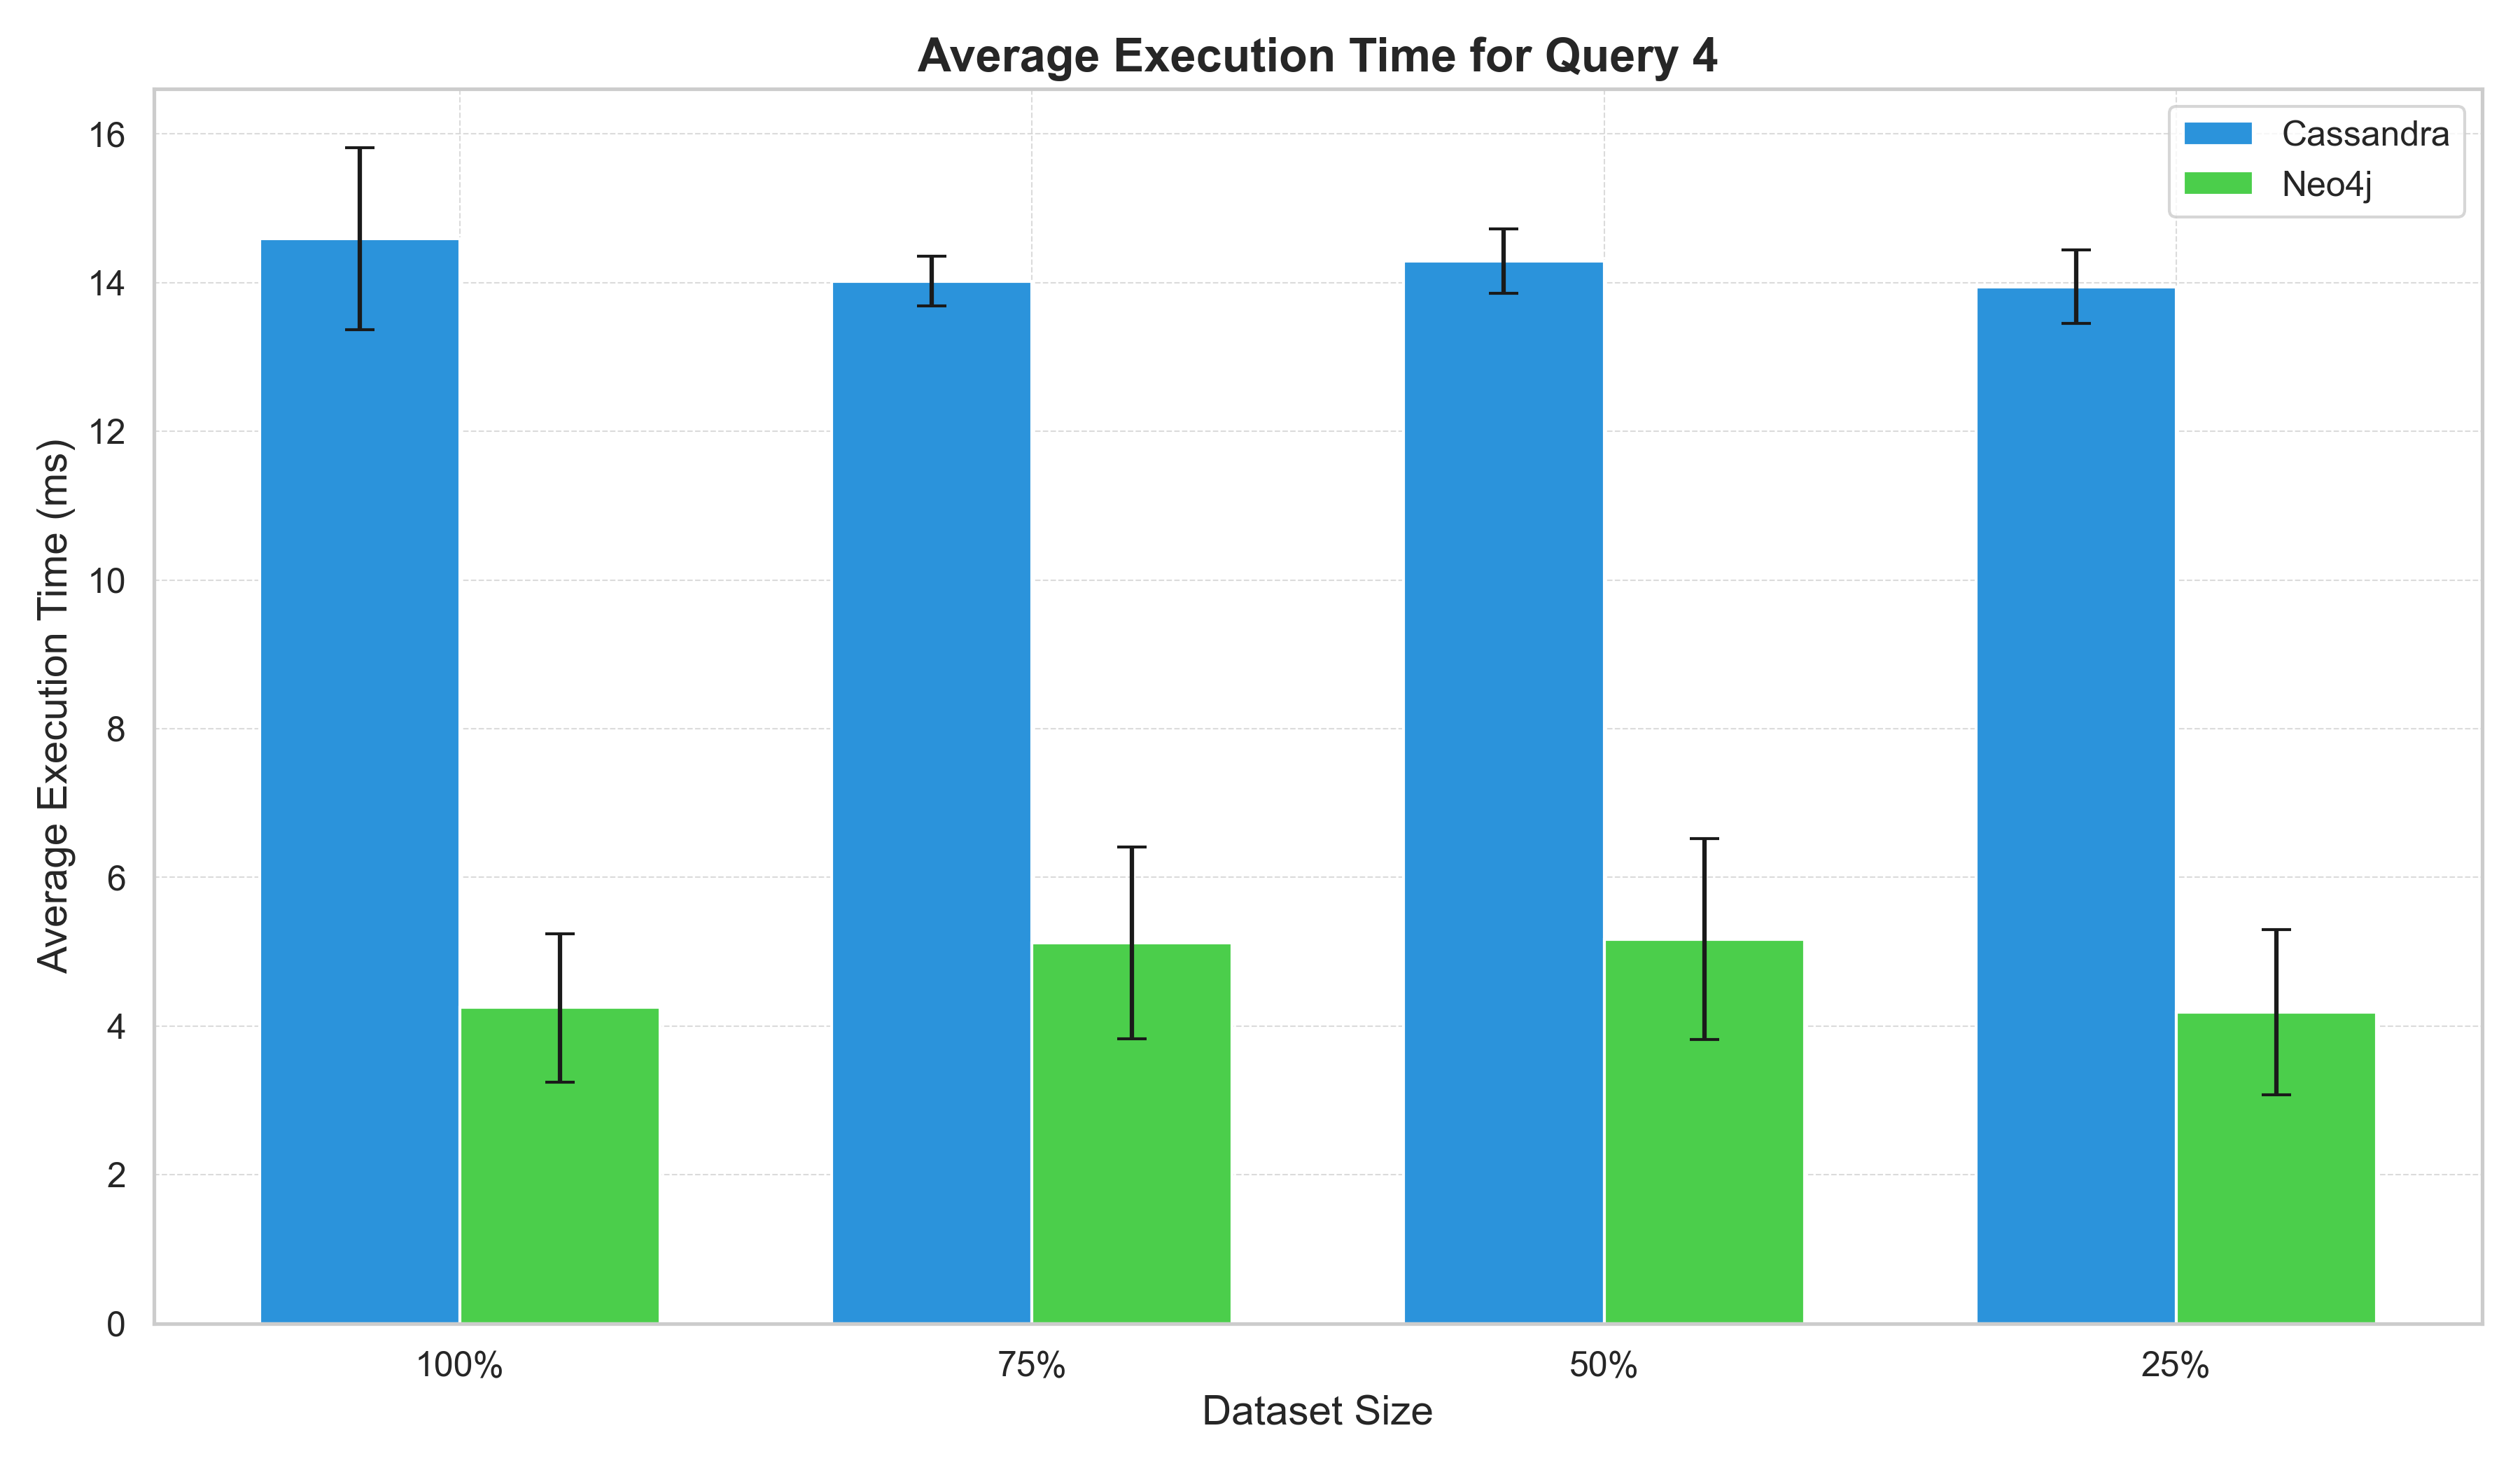 Average Execution Time for Query 4
Cassandra
Neo4j
Average Execution Time (ms)
16
14
12
10
8
6
4
2
0
100%
75%
50%
25%
Dataset Size